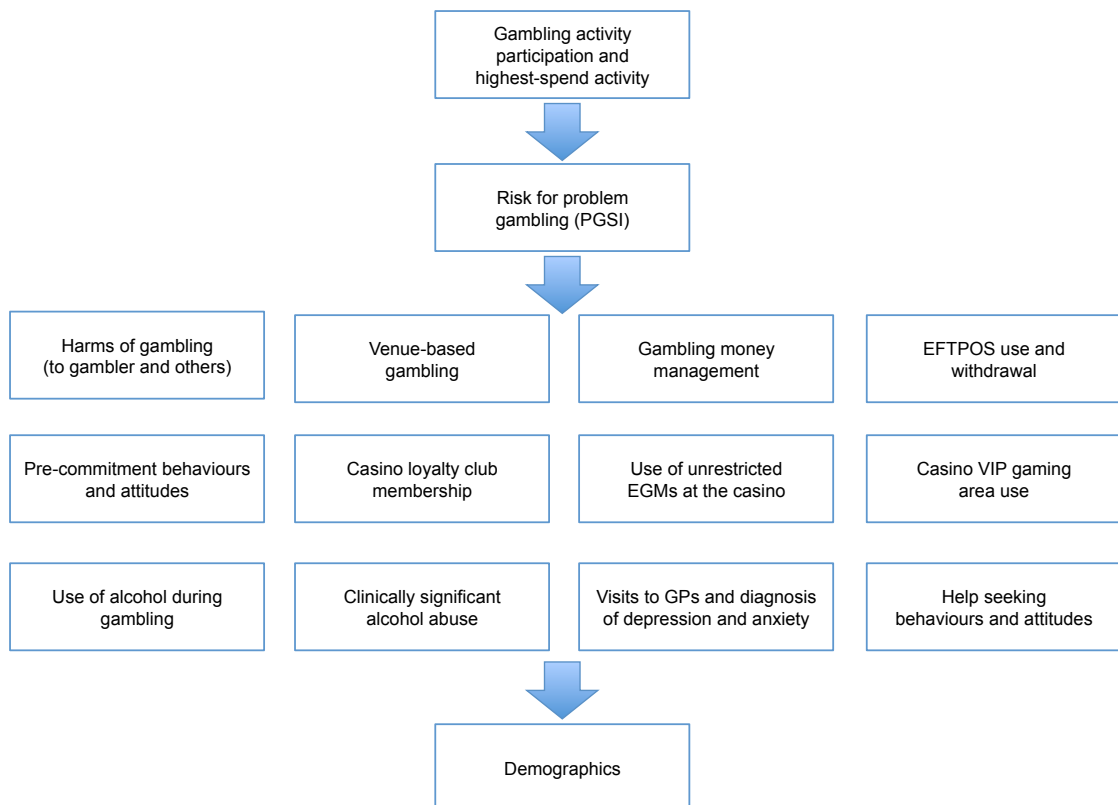 Gambling activity
participation and
highest-spend activity
Risk for problem
gambling (PGSI)
Harms of gambling
(to gambler and others)
Venue-based
gambling
Gambling money
management
EFTPOS use and
withdrawal
Pre-commitment behaviours
and attitudes
Casino loyalty club
membership
Use of unrestricted
EGMs at the casino
Casino VIP gaming
area use
Use of alcohol during
gambling
Clinically significant
alcohol abuse
Visits to GPs and diagnosis
of depression and anxiety
Help seeking
behaviours and attitudes
Demographics